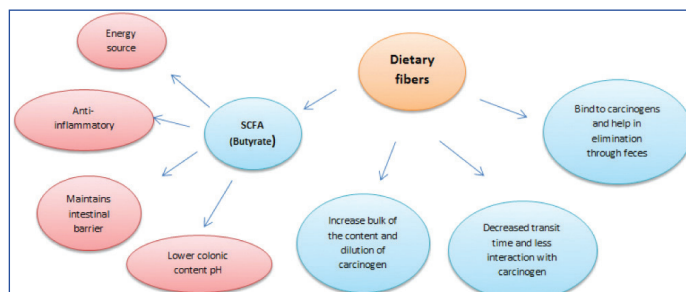 Energy
source
Dietary
fibers
Anti-
inflammatory
SCFA
(Butyrate)
Bind to carcinogens
and help in
elimination
through feces
Maintains
intestinal
barrier
Lower colonic
content pH
Increase bulk of
the content and
dilution of
carcinogen
Decreased transit
time and less
interaction with
carcinogen